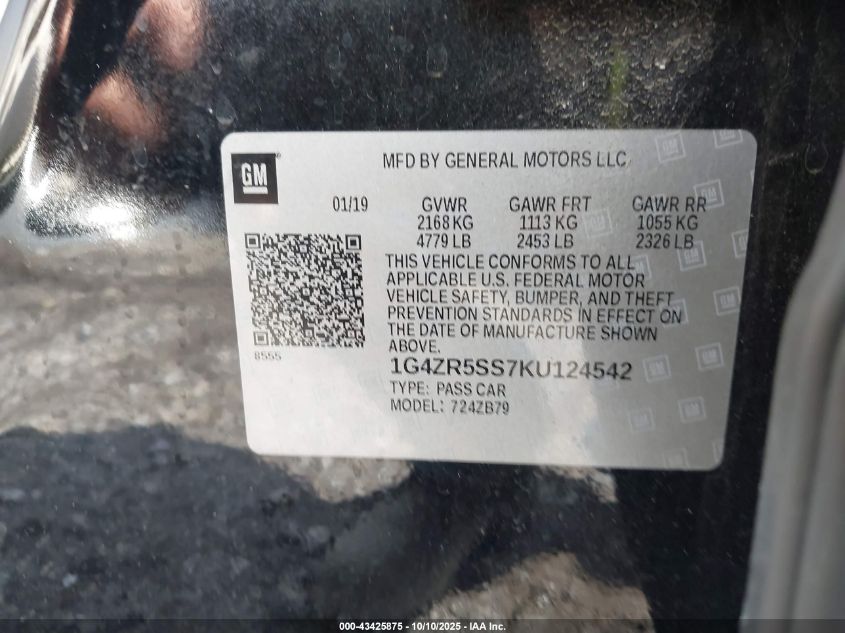 GM
MFD BY GENERAL MOTORS LLC
01/19 GVWR GAWR FRT GAWR RR
2168 KG 1113 KG 1055 KG
4779 LB 2453 LB 2326 LB
THIS VEHICLE CONFORMS TO ALL
APPLICABLE U.S. FEDERAL MOTOR
VEHICLE SAFETY, BUMPER, AND THEFT
PREVENTION STANDARDS IN EFFECT ON
THE DATE OF MANUFACTURE SHOWN
ABOVE.
8555
1G4ZR5SS7KU124542
TYPE: PASS CAR
MODEL: 724ZB79
000-43425875 - 10/10/2025 - IAA Inc.